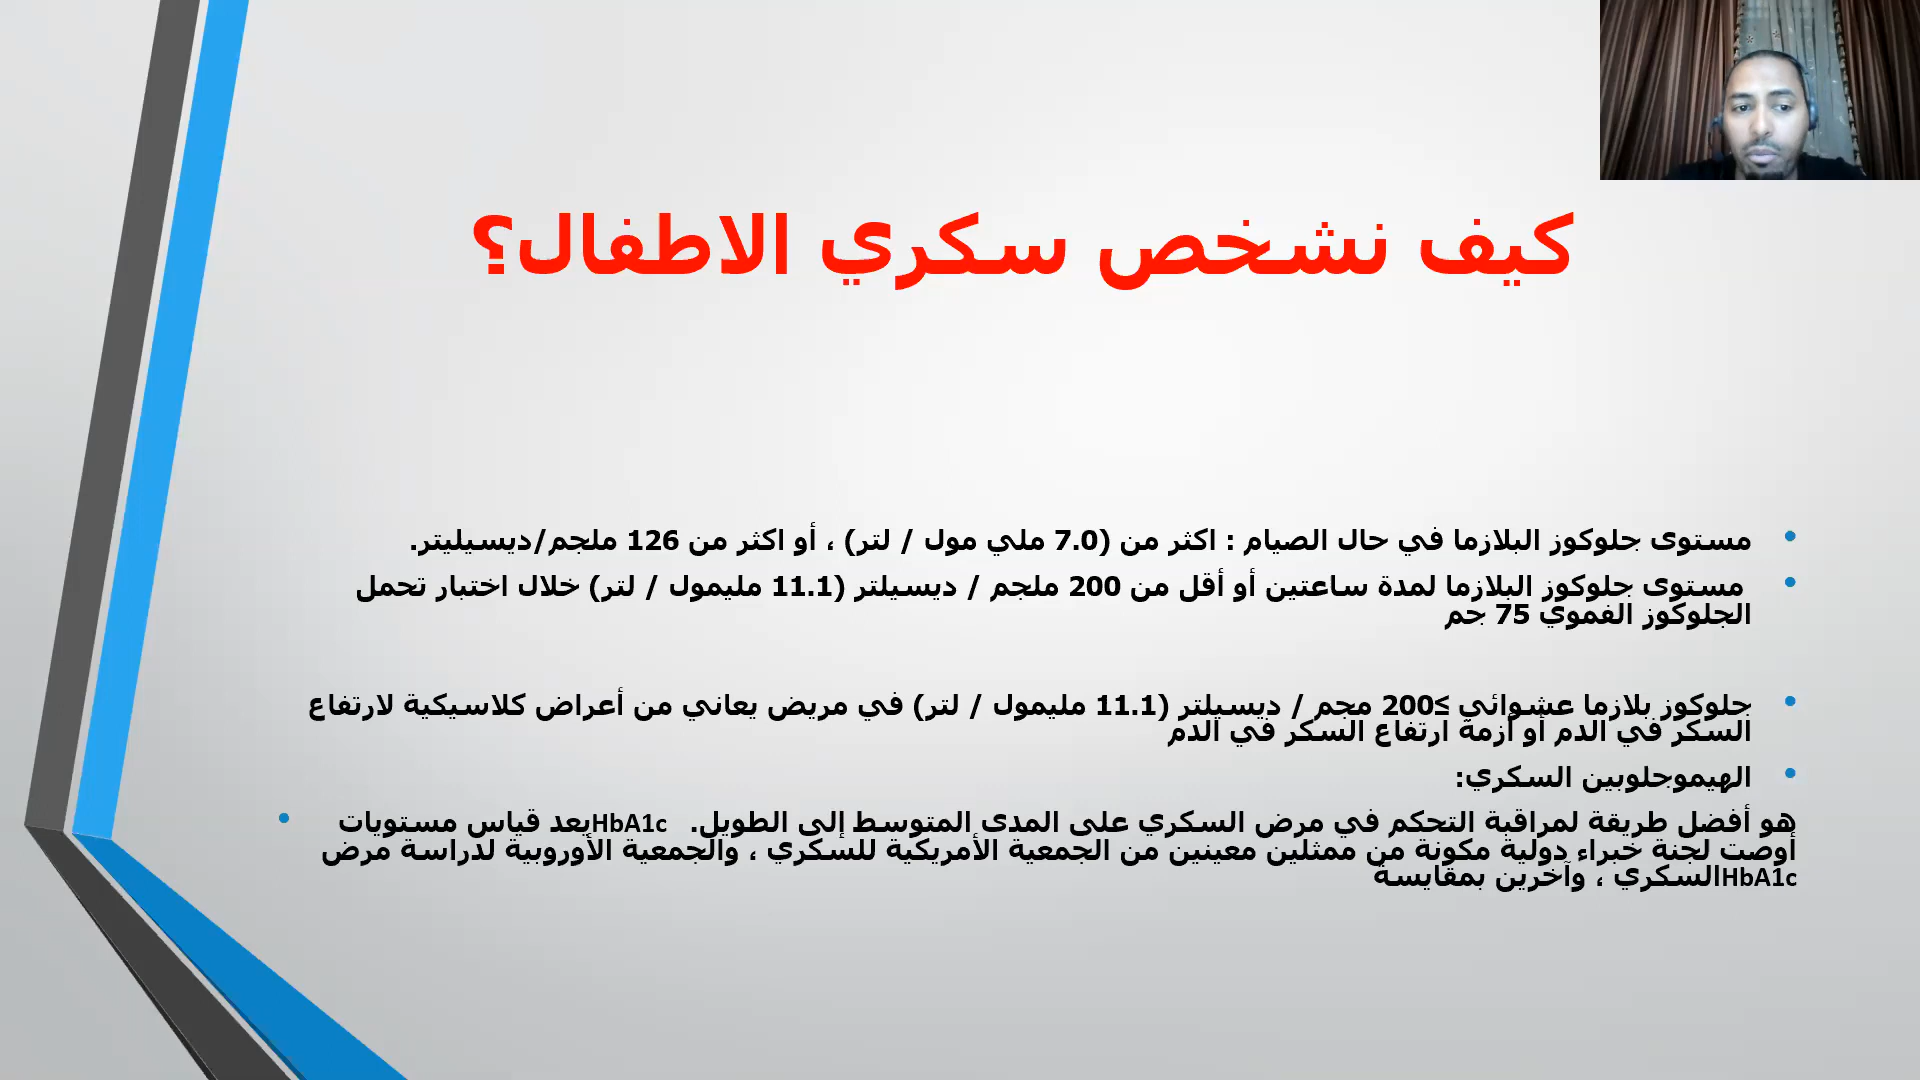 كيف نشخص سكري الاطفال؟
مستوى جلوكوز البلازما في حال الصيام : اكثر من (7.0 ملي مول / لتر) ، أو اكثر من 126 ملجم/ديسيليتر.
مستوى جلوكوز البلازما لمدة ساعتين أو أقل من 200 ملجم / ديسيلتر (11.1 مليمول / لتر) خلال اختبار تحمل
الجلوكوز الفموي 75 جم
جلوكوز بلازما عشوائي ≥200 مجم / ديسيلتر (11.1 مليمول / لتر) في مريض يعاني من أعراض كلاسيكية لارتفاع
السكر في الدم أو أزمة ارتفاع السكر في الدم
الهيموجلوبين السكري:
هو أفضل طريقة لمراقبة التحكم في مرض السكري على المدى المتوسط إلى الطويل. HbA1cيعد قياس مستويات
أوصت لجنة خبراء دولية مكونة من ممثلين معينين من الجمعية الأمريكية للسكري ، والجمعية الأوروبية لدراسة مرض
HbA1cالسكري ، وآخرين بمقايسة